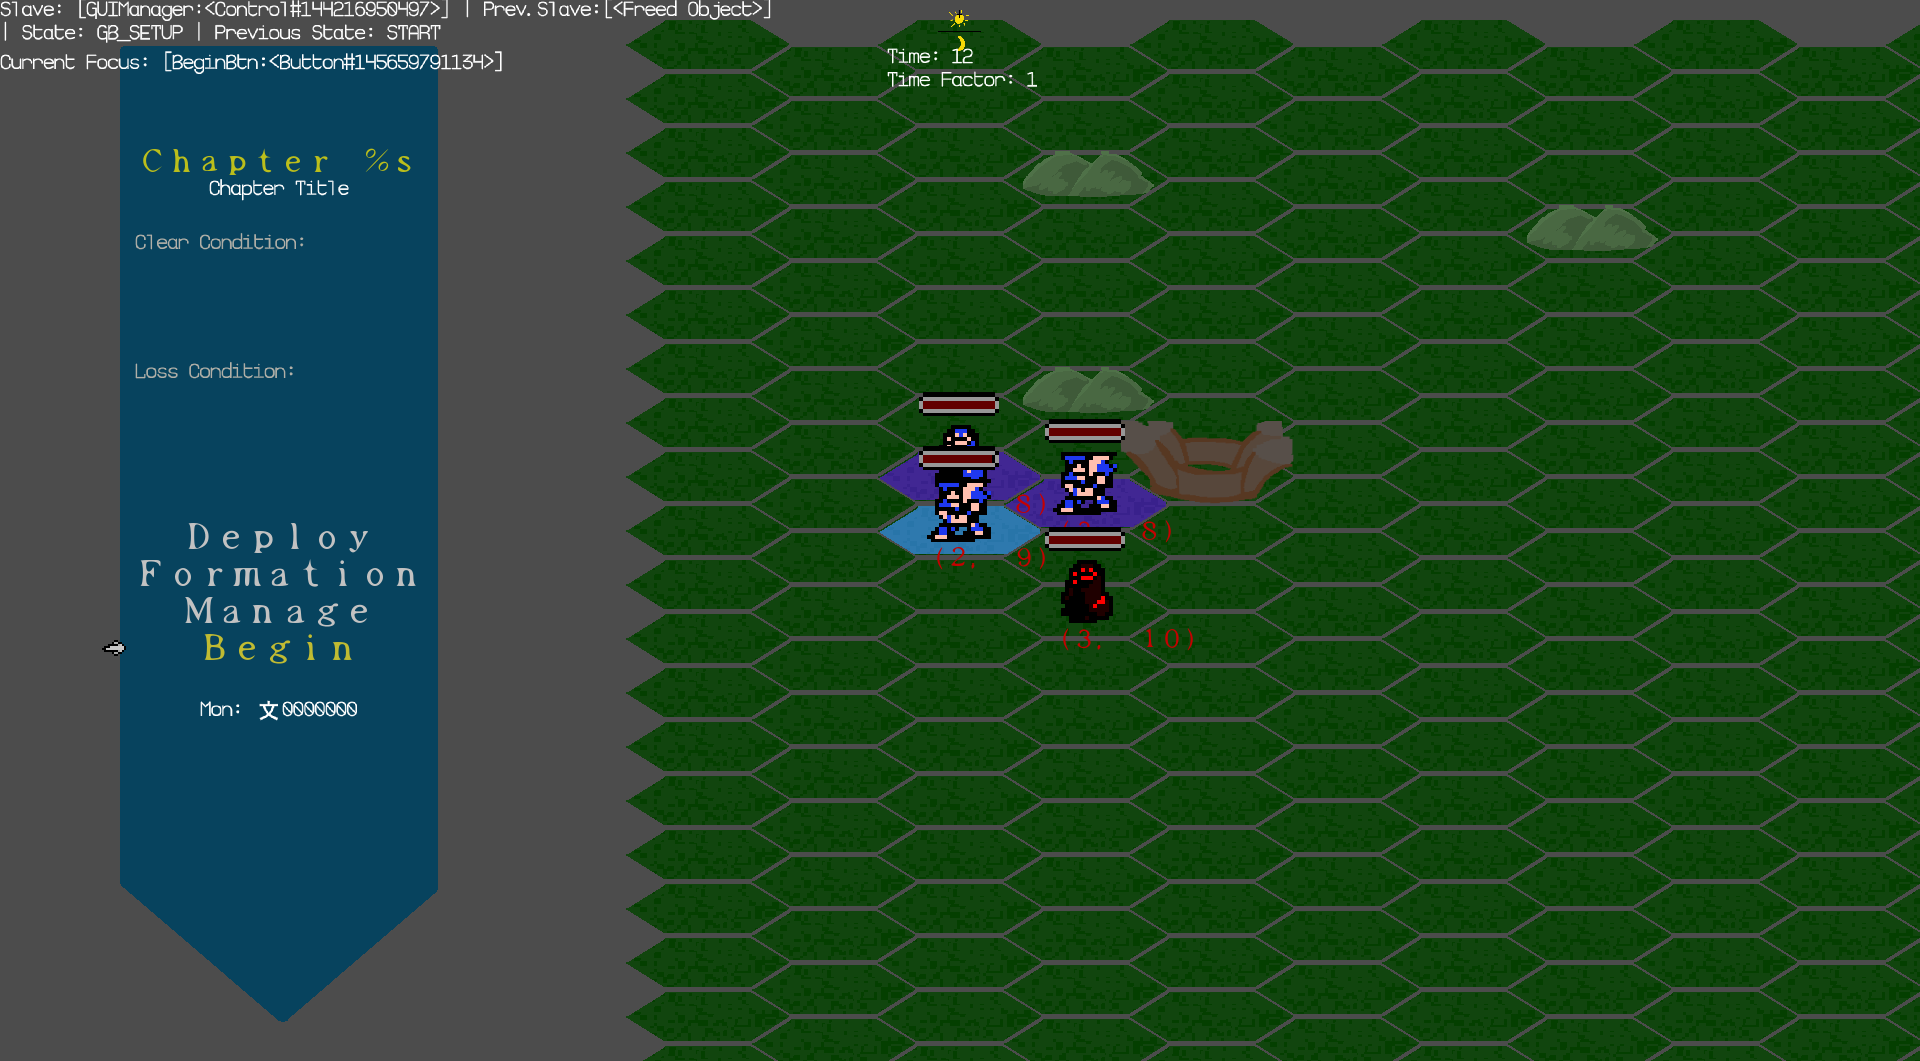 Slave: [GUIManager:<Control#144216950497>] | Prev.Slave:[<Freed Object>]
| State: GB_SETUP | Previous State: START
Current Focus: [BeginBtn:<Button#145659791134>]
Time: 12
Time Factor: 1
Chapter %s
Chapter Title
Clear Condition:
Loss Condition:
Deploy
Formation
Manage
Begin
Mon: 文0000000
8)
8)
(2, 9)
(3, 10)